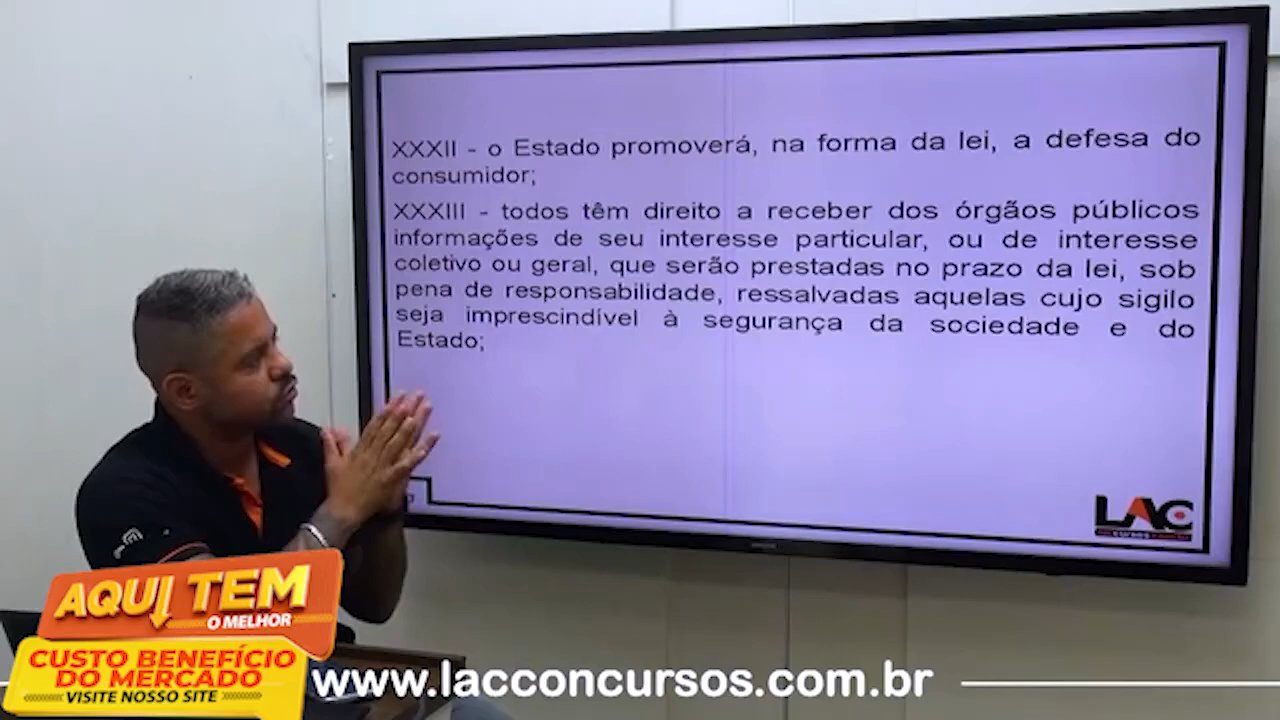 XXXII - o Estado promoverá, na forma da lei, a defesa do
consumidor;
XXXIII - todos têm direito a receber dos órgãos públicos
informações de seu interesse particular, ou de interesse
coletivo ou geral, que serão prestadas no prazo da lei, sob
pena de responsabilidade, ressalvadas aquelas cujo sigilo
seja imprescindível à segurança da sociedade e do
Estado;
LAC
cursos
AQUI TEM
O MELHOR
CUSTO BENEFÍCIO
DO MERCADO
VISITE NOSSO SITE
www.lacconcursos.com.br